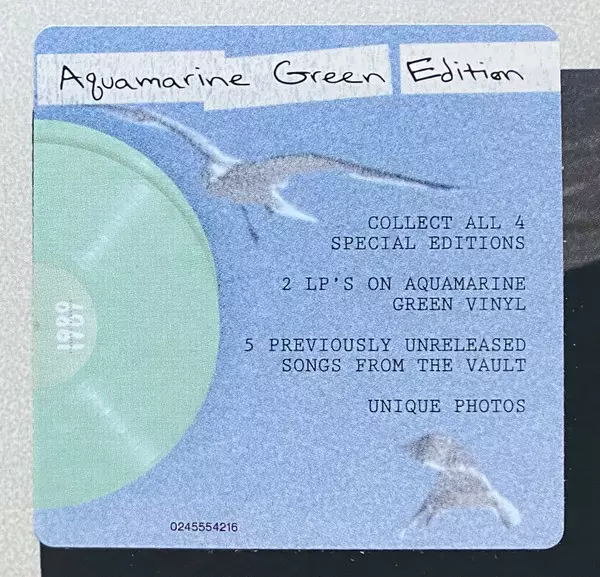 Aquamarine Green Edition
COLLECT ALL 4
SPECIAL EDITIONS
2 LP'S ON AQUAMARINE
GREEN VINYL
5 PREVIOUSLY UNRELEASED
SONGS FROM THE VAULT
UNIQUE PHOTOS
0245554216